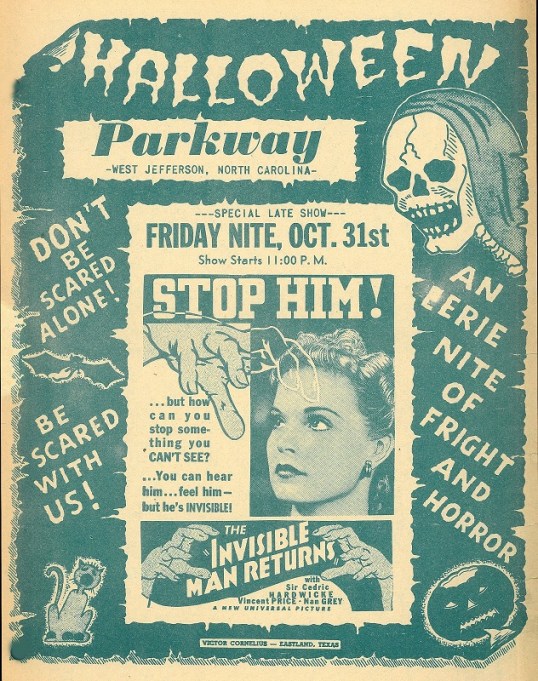 HALLOWEEN
Parkway
-WEST JEFFERSON, NORTH CAROLINA-
---SPECIAL LATE SHOW---
FRIDAY NITE, OCT. 31st
Show Starts 11:00 P.M.
DON'T
BE
SCARED
ALONE!
BE
SCARED
WITH
US!
STOP HIM!
...but how
can you
stop some-
thing you
CAN'T SEE?
...You can hear
him...feel him—
but he's INVISIBLE!
THE
INVISIBLE
MAN RETURNS
with
Sir Cedric
HARDWICKE
Vincent PRICE - Nan GREY
A NEW UNIVERSAL PICTURE
AN
EERIE
NITE
OF
FRIGHT
AND
HORROR
VICTOR CORNELIUS — EASTLAND, TEXAS